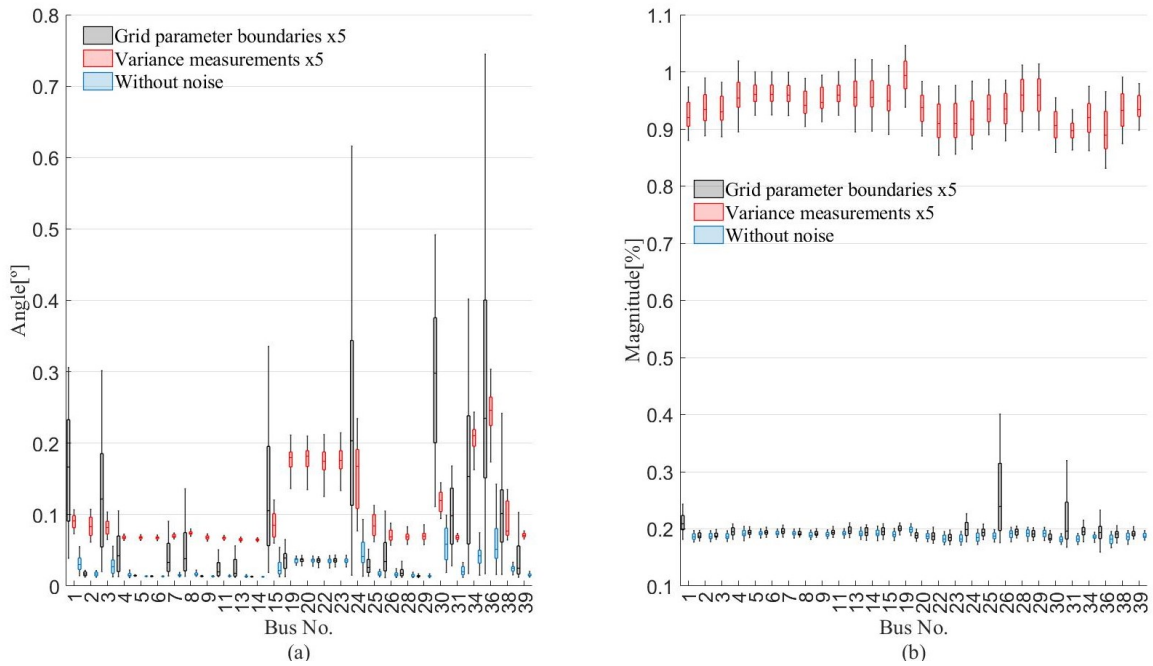 0.8
0.7
0.6
0.5
0.4
0.3
0.2
0.1
0
Angle[º]
Grid parameter boundaries x5
Variance measurements x5
Without noise
1 2 3 4 5 6 7 8 9 11 13 14 15 19 20 22 23 24 25 26 28 29 30 31 34 36 38 39
Bus No.
(a)
1.1
1
0.9
0.8
0.7
0.6
0.5
0.4
0.3
0.2
0.1
Magnitude[%]
Grid parameter boundaries x5
Variance measurements x5
Without noise
1 2 3 4 5 6 7 8 9 11 13 14 15 19 20 22 23 24 25 26 28 29 30 31 34 36 38 39
Bus No.
(b)